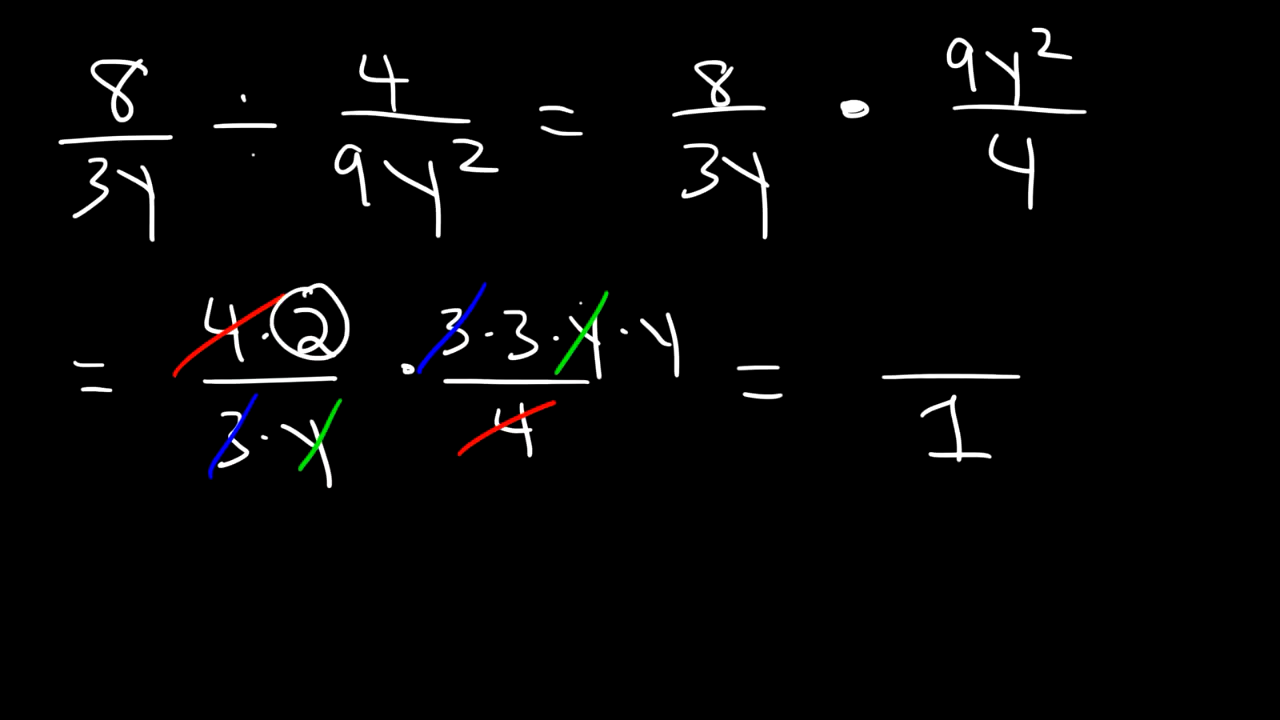 8/3y ÷ 4/9y² = 8/3y · 9y²/4
= 4·2/3·y · 3·3·y·y/4 = /1